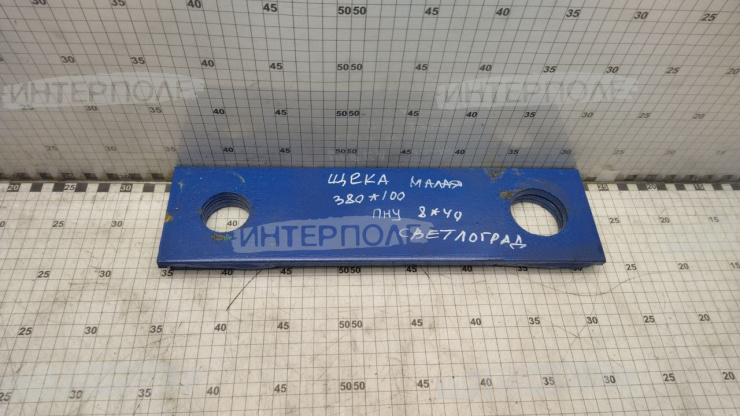 ИНТЕРПОЛЕ
ИНТЕРПОЛЕ
ЩЕКА МАЛАЯ
380*100
ПНУ 8*40
ИНТЕРПОЛЕ
СВЕТЛОГРАД